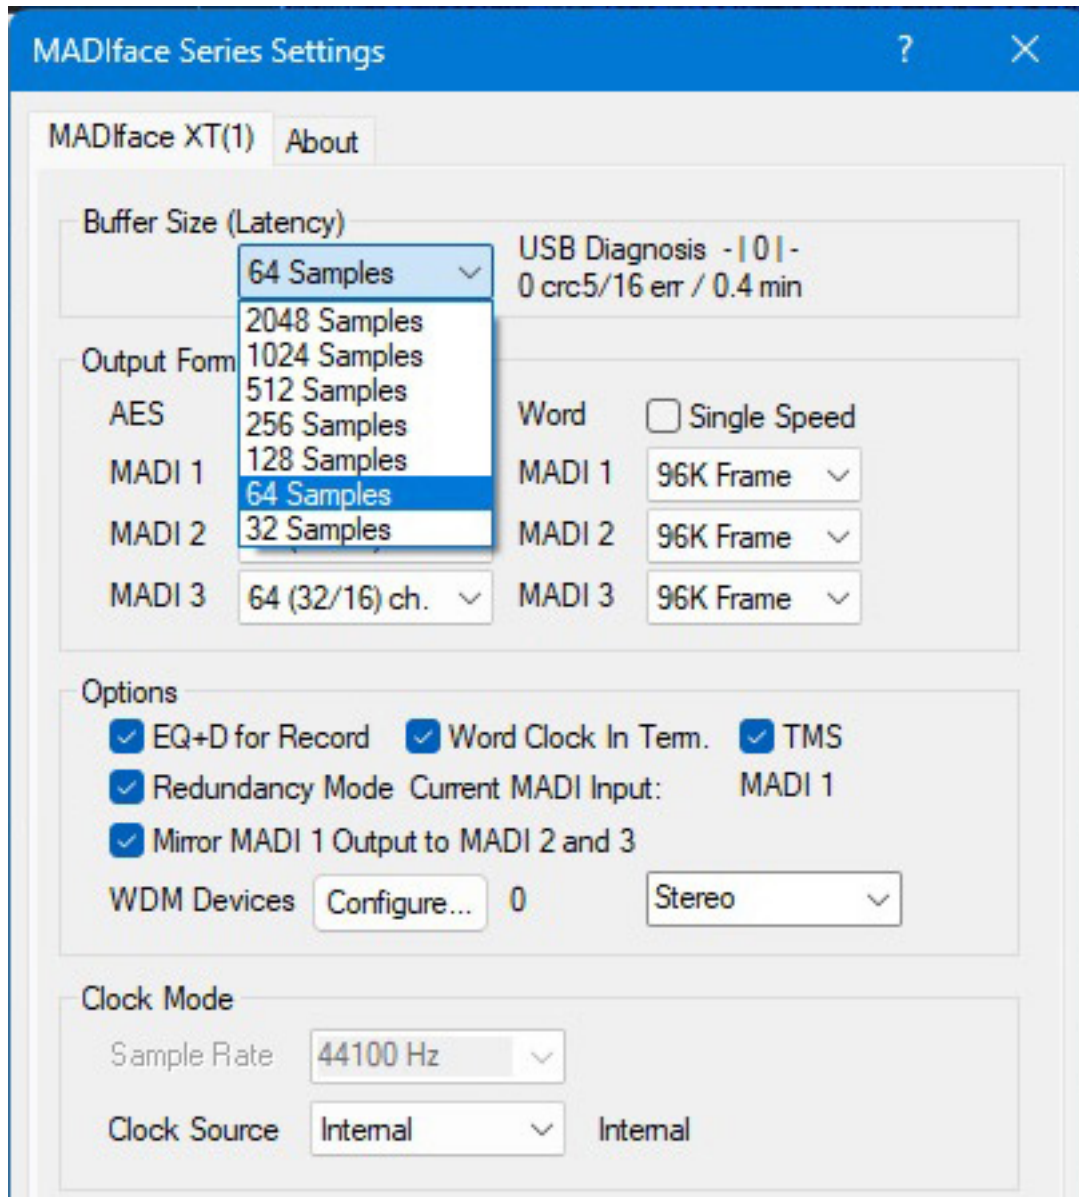 MADIface Series Settings ? ×
MADIface XT(1) About
Buffer Size (Latency)
64 Samples
USB Diagnosis -|0|-
0 crc5/16 err / 0.4 min
2048 Samples
1024 Samples
512 Samples
256 Samples
128 Samples
64 Samples
32 Samples
Output Form
AES
Word Single Speed
MADI 1
MADI 1 96K Frame
MADI 2
MADI 2 96K Frame
MADI 3 64 (32/16) ch.
MADI 3 96K Frame
Options
EQ+D for Record Word Clock In Term. TMS
Redundancy Mode Current MADI Input: MADI 1
Mirror MADI 1 Output to MADI 2 and 3
WDM Devices Configure... 0 Stereo
Clock Mode
Sample Rate 44100 Hz
Clock Source Internal Internal